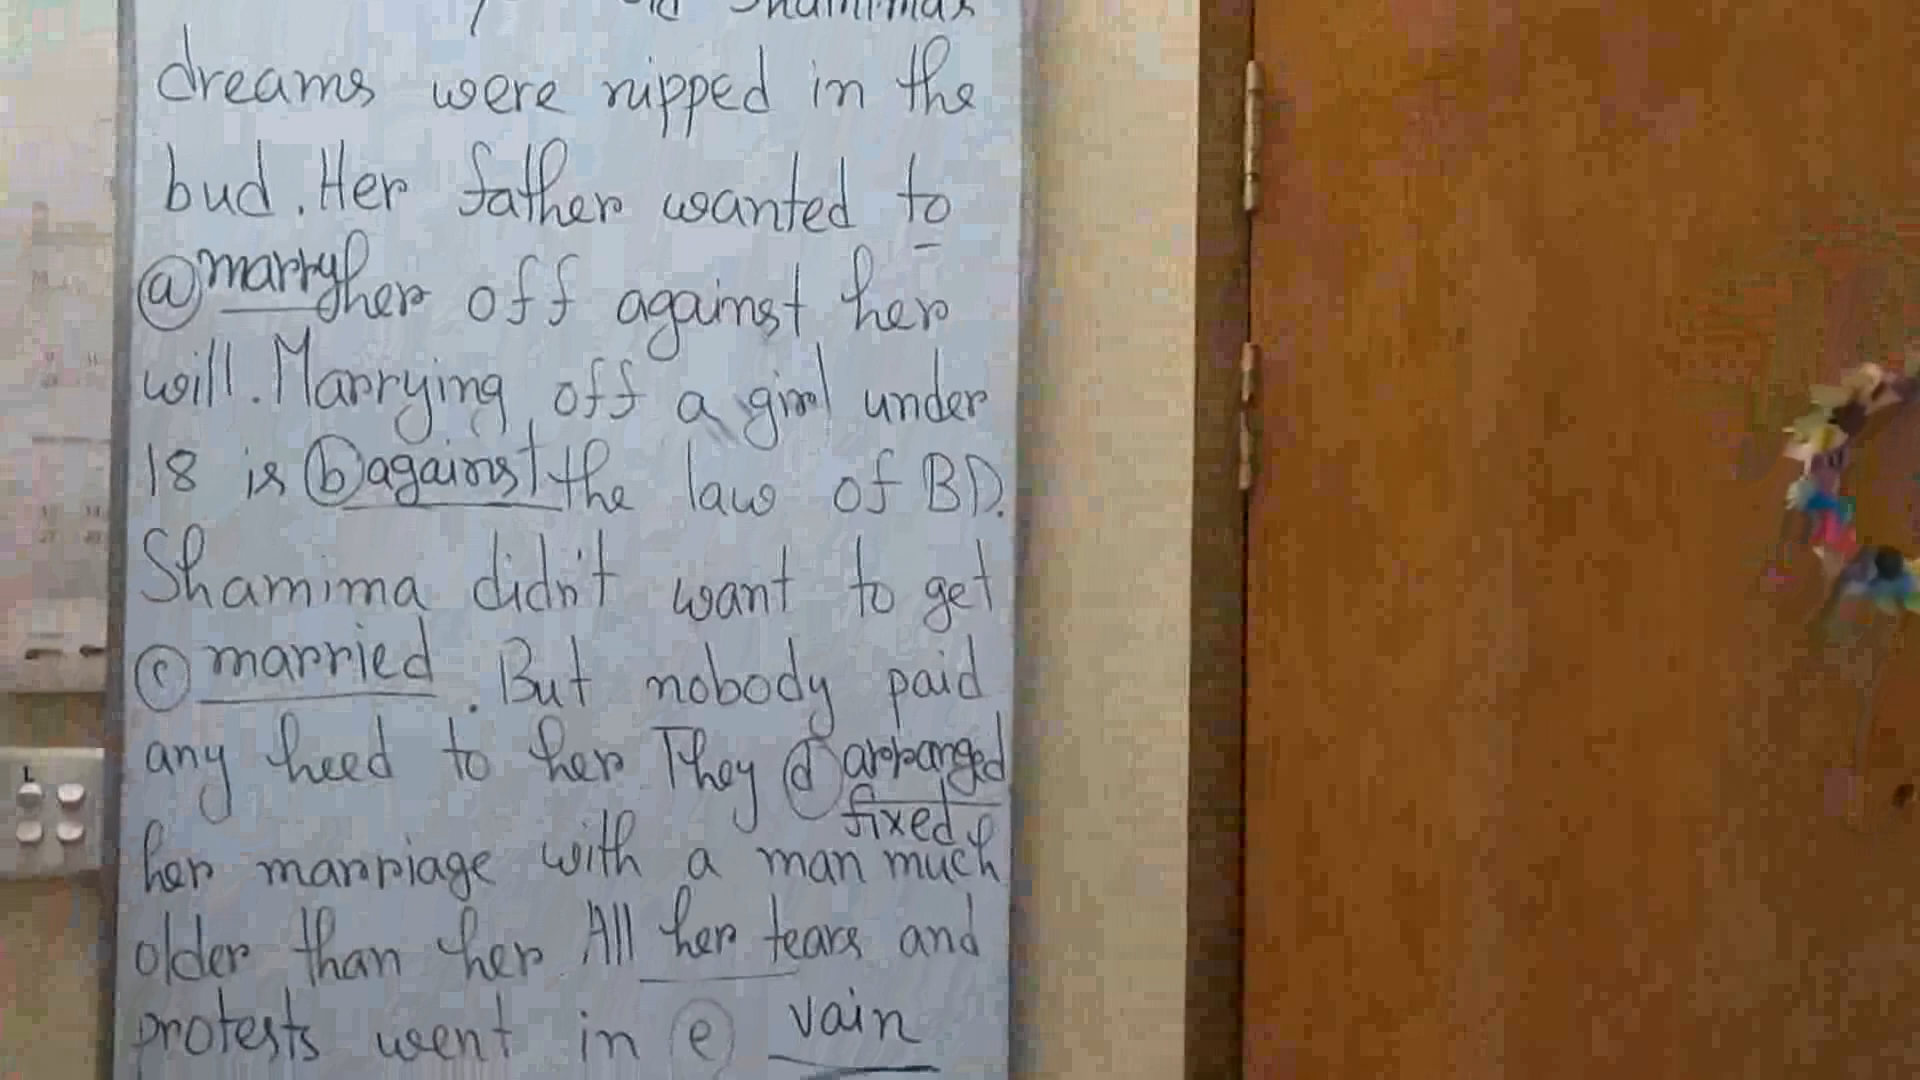 dreams were nipped in the
bud. Her father wanted to
(a) marry her off against her
will. Marrying off a girl under
18 is (b) against the law of BD.
Shamima didn't want to get
(c) married. But nobody paid
any heed to her They (d) arranged
fixed
her marriage with a man much
older than her All her tears and
protests went in (e) vain